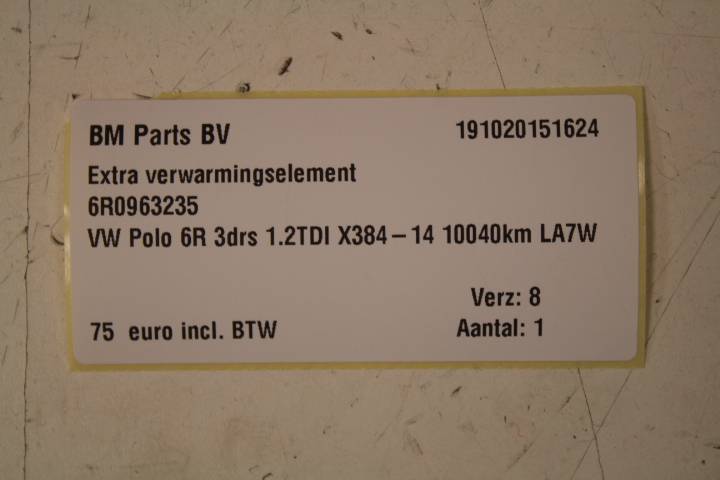 BM Parts BV 191020151624
Extra verwarmingselement
6R0963235
VW Polo 6R 3drs 1.2TDI X384-14 10040km LA7W
Verz: 8
75 euro incl. BTW Aantal: 1